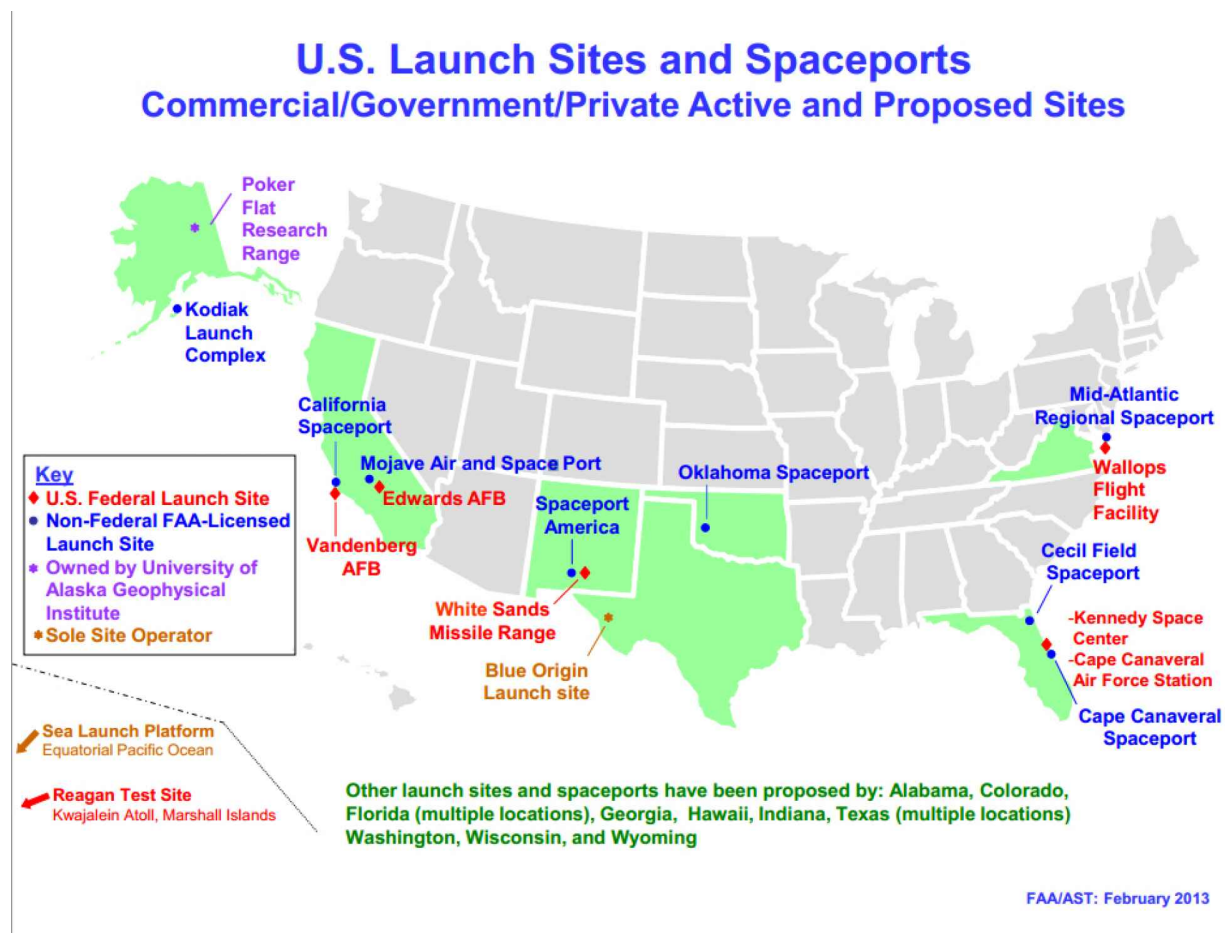 U.S. Launch Sites and Spaceports
Commercial/Government/Private Active and Proposed Sites
Poker
Flat
Research
Range
Kodiak
Launch
Complex
California
Spaceport
Mojave Air and Space Port
Edwards AFB
Vandenberg
AFB
Spaceport
America
White Sands
Missile Range
Oklahoma Spaceport
Blue Origin
Launch site
Mid-Atlantic
Regional Spaceport
Wallops
Flight
Facility
Cecil Field
Spaceport
-Kennedy Space
Center
-Cape Canaveral
Air Force Station
Cape Canaveral
Spaceport
Key
U.S. Federal Launch Site
Non-Federal FAA-Licensed
Launch Site
Owned by University of
Alaska Geophysical
Institute
Sole Site Operator
Sea Launch Platform
Equatorial Pacific Ocean
Reagan Test Site
Kwajalein Atoll, Marshall Islands
Other launch sites and spaceports have been proposed by: Alabama, Colorado,
Florida (multiple locations), Georgia, Hawaii, Indiana, Texas (multiple locations)
Washington, Wisconsin, and Wyoming
FAA/AST: February 2013